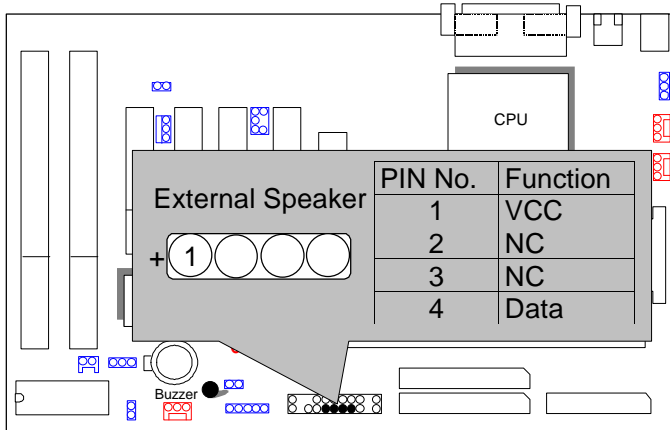 CPU
External Speaker
+ 1
PIN No. Function
1 VCC
2 NC
3 NC
4 Data
Buzzer